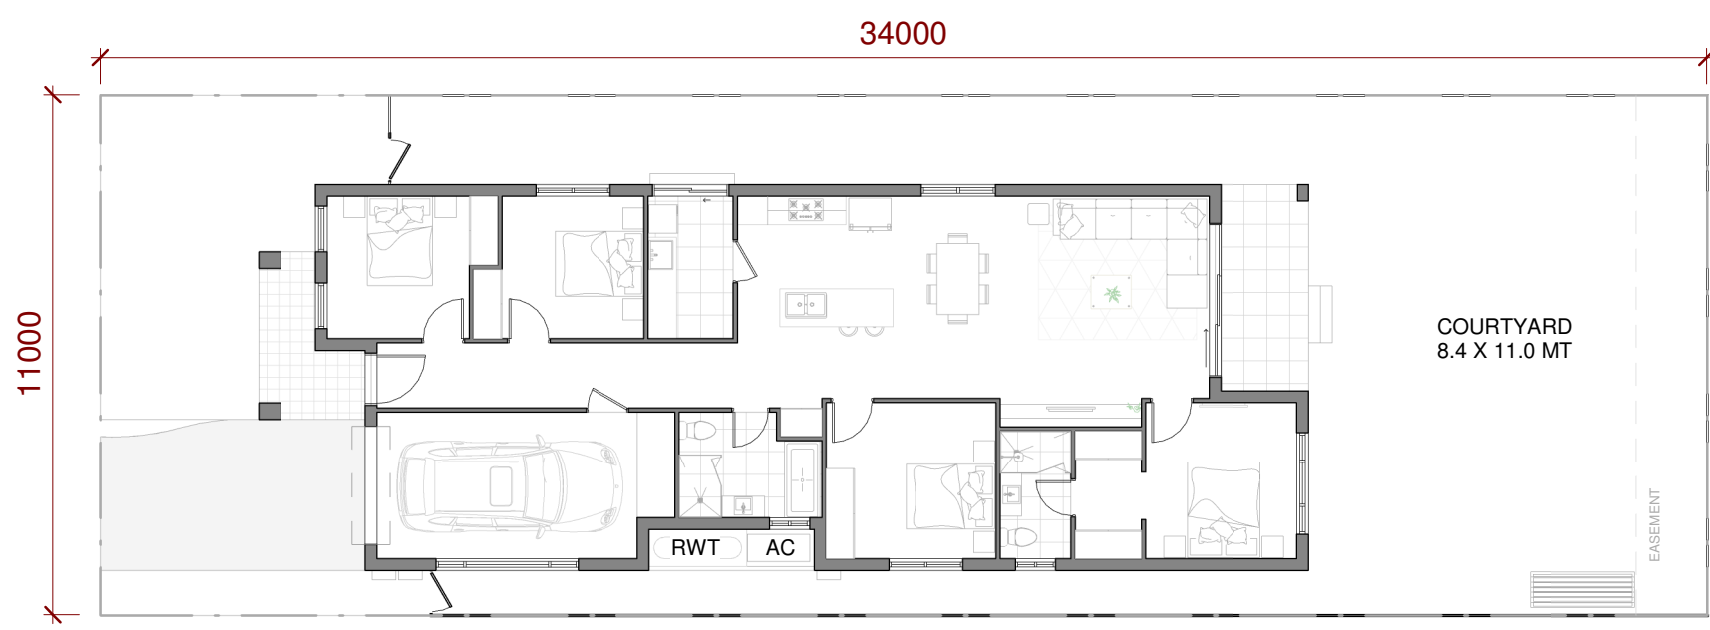 34000
11000
COURTYARD
8.4 X 11.0 MT
EASEMENT
RWT
AC